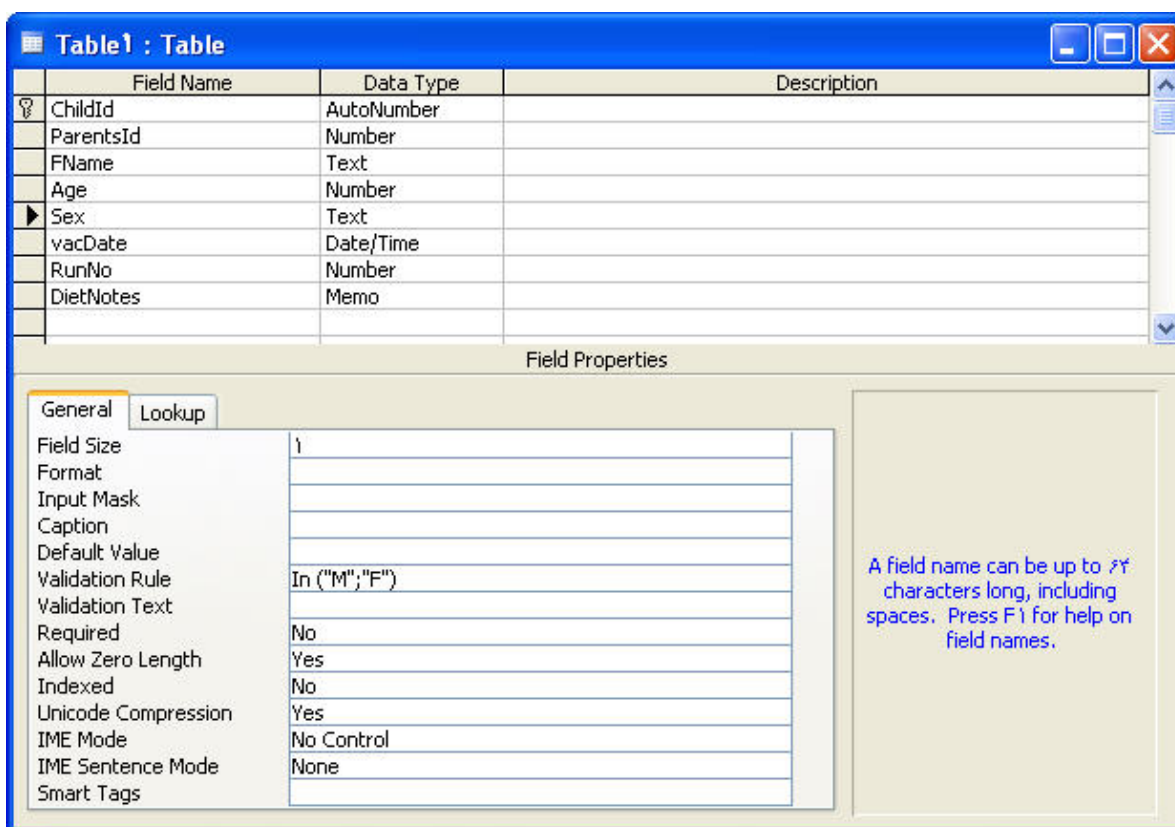 Table۱ : Table
Field Name Data Type Description
ChildId AutoNumber
ParentsId Number
FName Text
Age Number
Sex Text
vacDate Date/Time
RunNo Number
DietNotes Memo
Field Properties
General Lookup
Field Size ۱
Format
Input Mask
Caption
Default Value
Validation Rule In ("M";"F")
Validation Text
Required No
Allow Zero Length Yes
Indexed No
Unicode Compression Yes
IME Mode No Control
IME Sentence Mode None
Smart Tags
A field name can be up to ۶۴
characters long, including
spaces. Press F۱ for help on
field names.